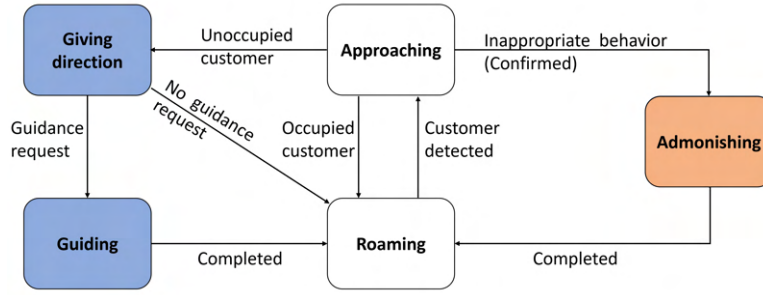 Giving
direction
Unoccupied
customer
Approaching
Inappropriate behavior
(Confirmed)
Guidance
request
No guidance
request
Occupied
customer
Customer
detected
Admonishing
Guiding
Completed
Roaming
Completed